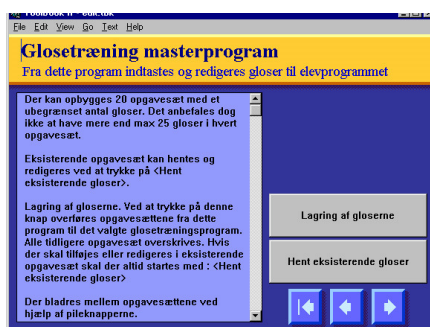 File Edit View Go Text Help
Glosetræning masterprogram
Fra dette program indtastes og redigeres gloser til elevprogrammet
Der kan opbygges 20 opgavesæt med et
ubegrænset antal gloser. Det anbefales dog
ikke at have mere end max 25 gloser i hvert
opgavesæt.
Eksisterende opgavesæt kan hentes og
redigeres ved at trykke på <Hent
eksisterende gloser>.
Lagring af gloserne. Ved at trykke på denne
knap overføres opgavesættene fra dette
program til det valgte glosetræningsprogram.
Alle tidligere opgavesæt overskrives. Hvis
der skal tilføjes eller redigeres i eksisterende
opgavesæt skal der altid startes med : <Hent
eksisterende gloser>
Der bladres mellem opgavesættene ved
hjælp af pileknapperne.
Lagring af gloserne
Hent eksisterende gloser